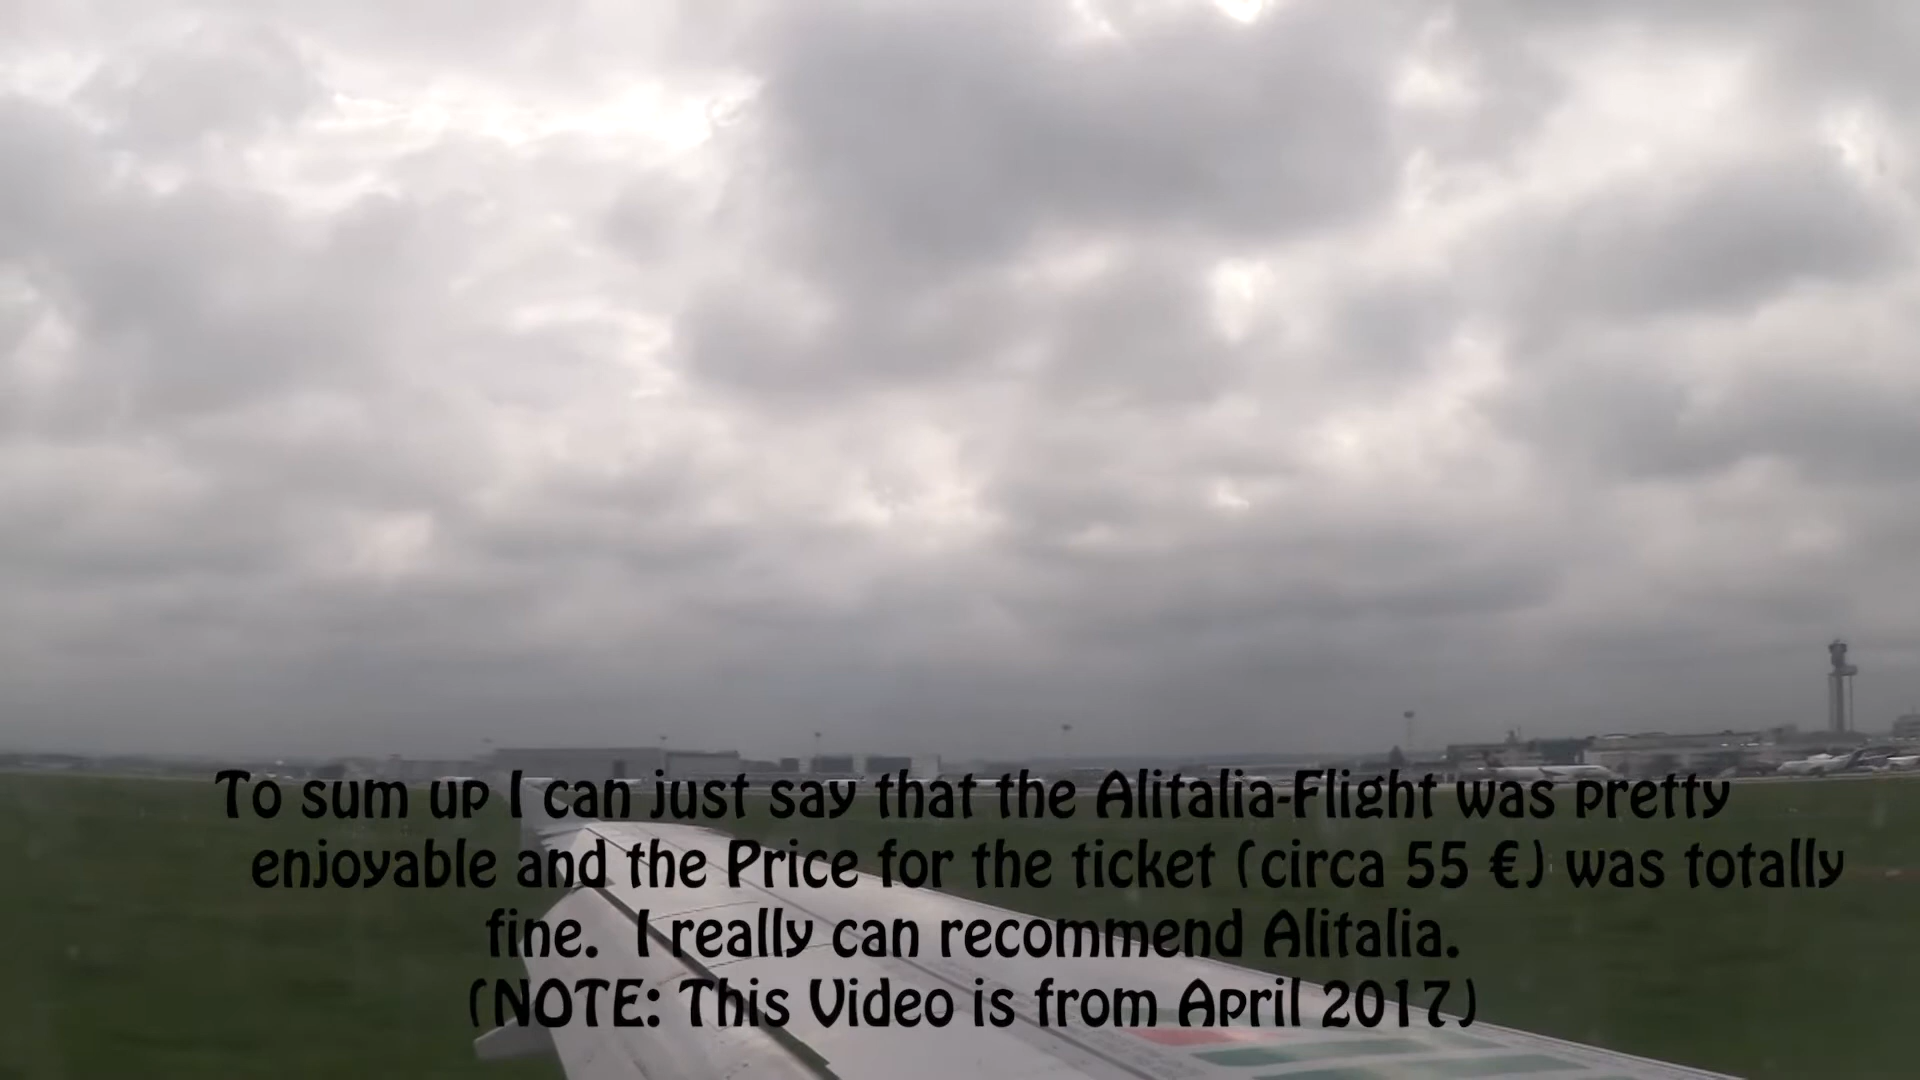 To sum up I can just say that the Alitalia-Flight was pretty
enjoyable and the Price for the ticket (circa 55 €) was totally
fine. I really can recommend Alitalia.
(NOTE: This Video is from April 2017)